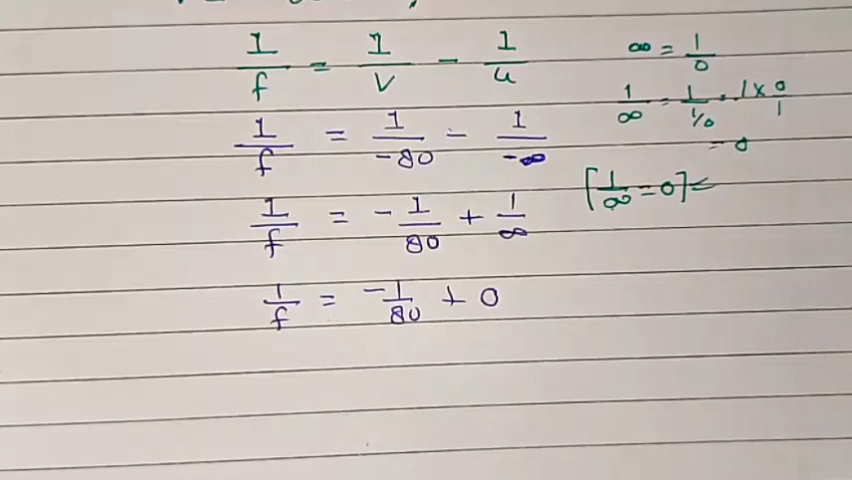 1/f = 1/v - 1/u
∞ = 1/0
1/∞ = 1/1/0 = 1 x 0/1
= 0
1/f = 1/-80 - 1/-∞
[1/∞ = 0]
1/f = -1/80 + 1/∞
1/f = -1/80 + 0